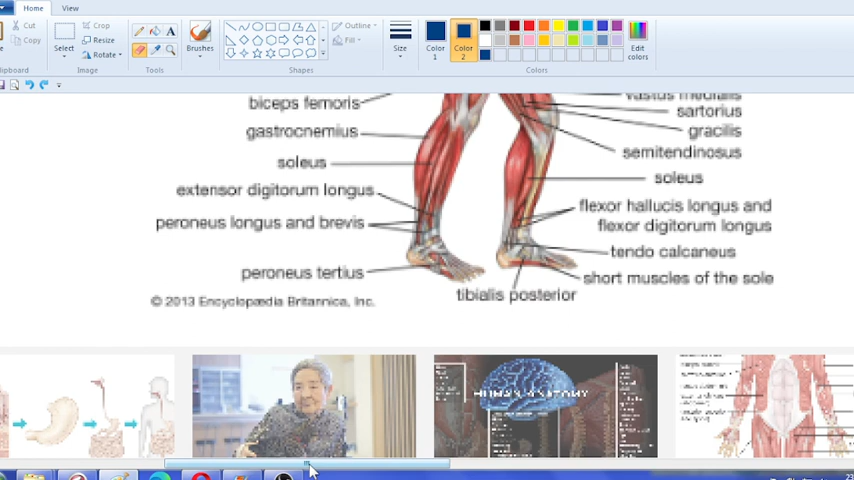 Home View
Cut
Copy
Select
Crop
Resize
Rotate
Brushes
Outline
Fill
Size
Color 1
Color 2
Edit colors
Image
Tools
Shapes
Colors
biceps femoris
gastrocnemius
soleus
extensor digitorum longus
peroneus longus and brevis
peroneus tertius
© 2013 Encyclopædia Britannica, Inc.
vastus medialis
sartorius
gracilis
semitendinosus
soleus
flexor hallucis longus and
flexor digitorum longus
tendo calcaneus
short muscles of the sole
tibialis posterior
HUMAN ANATOMY